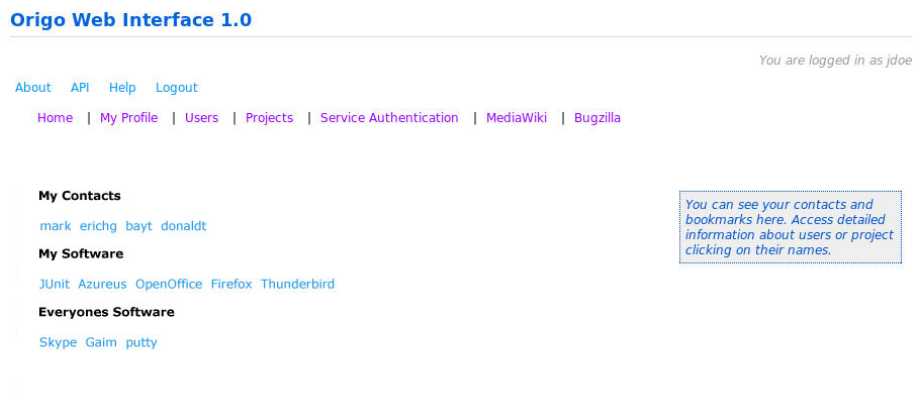 Origo Web Interface 1.0
You are logged in as jdoe
About API Help Logout
Home | My Profile | Users | Projects | Service Authentication | MediaWiki | Bugzilla
My Contacts
mark erichg bayt donaldt
My Software
JUnit Azureus OpenOffice Firefox Thunderbird
Everyones Software
Skype Gaim putty
You can see your contacts and
bookmarks here. Access detailed
information about users or project
clicking on their names.